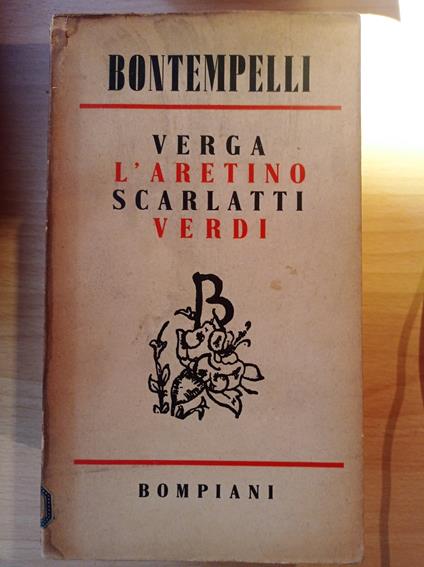 BONTEMPELLI
VERGA
L'ARETINO
SCARLATTI
VERDI
B
BOMPIANI